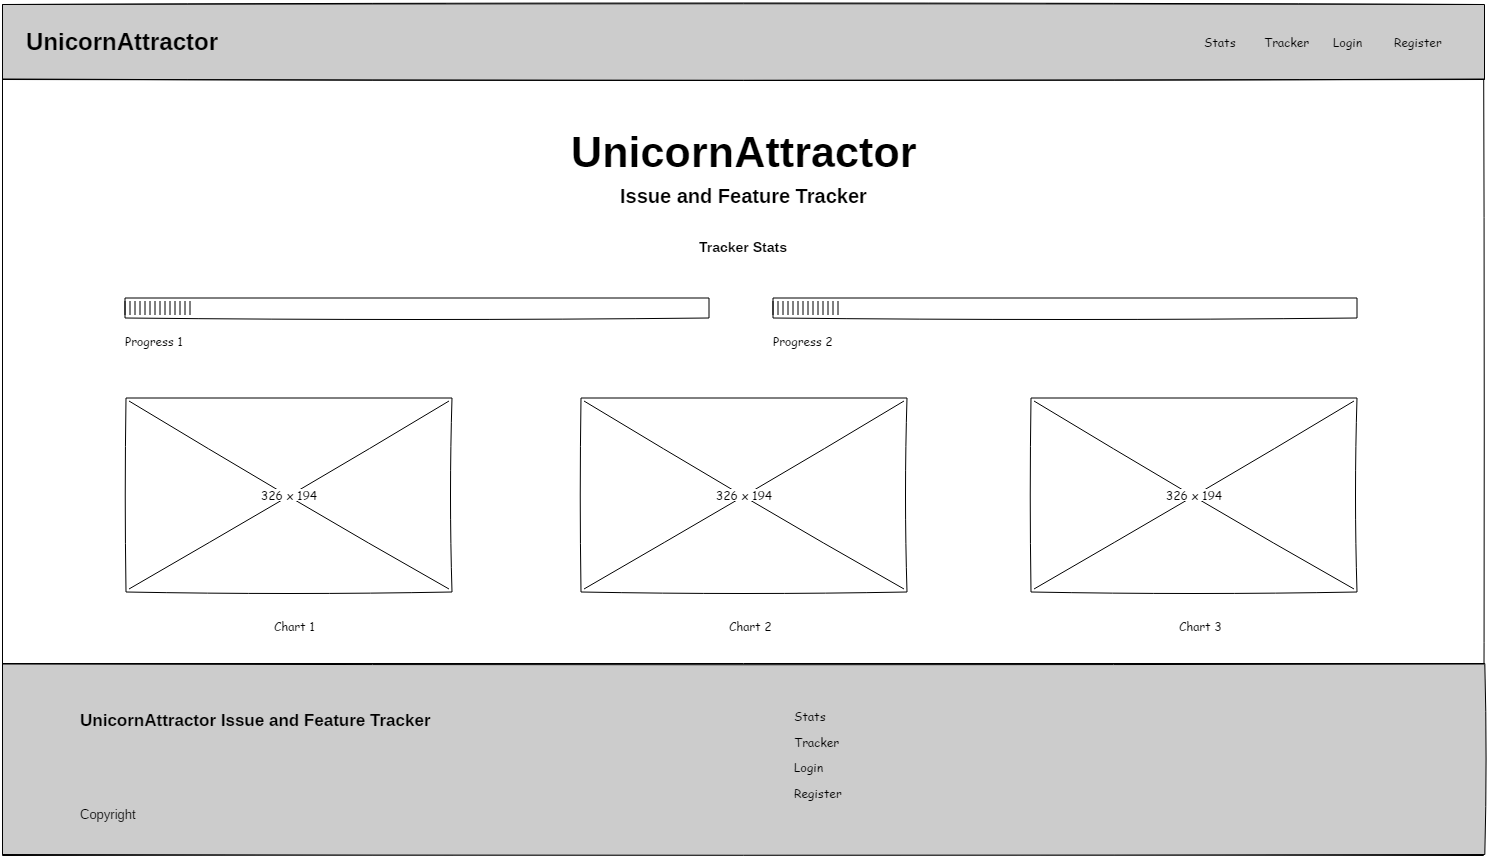 UnicornAttractor
Stats Tracker Login Register
UnicornAttractor
Issue and Feature Tracker
Tracker Stats
Progress 1
Progress 2
326 x 194
326 x 194
326 x 194
Chart 1
Chart 2
Chart 3
UnicornAttractor Issue and Feature Tracker
Copyright
Stats
Tracker
Login
Register